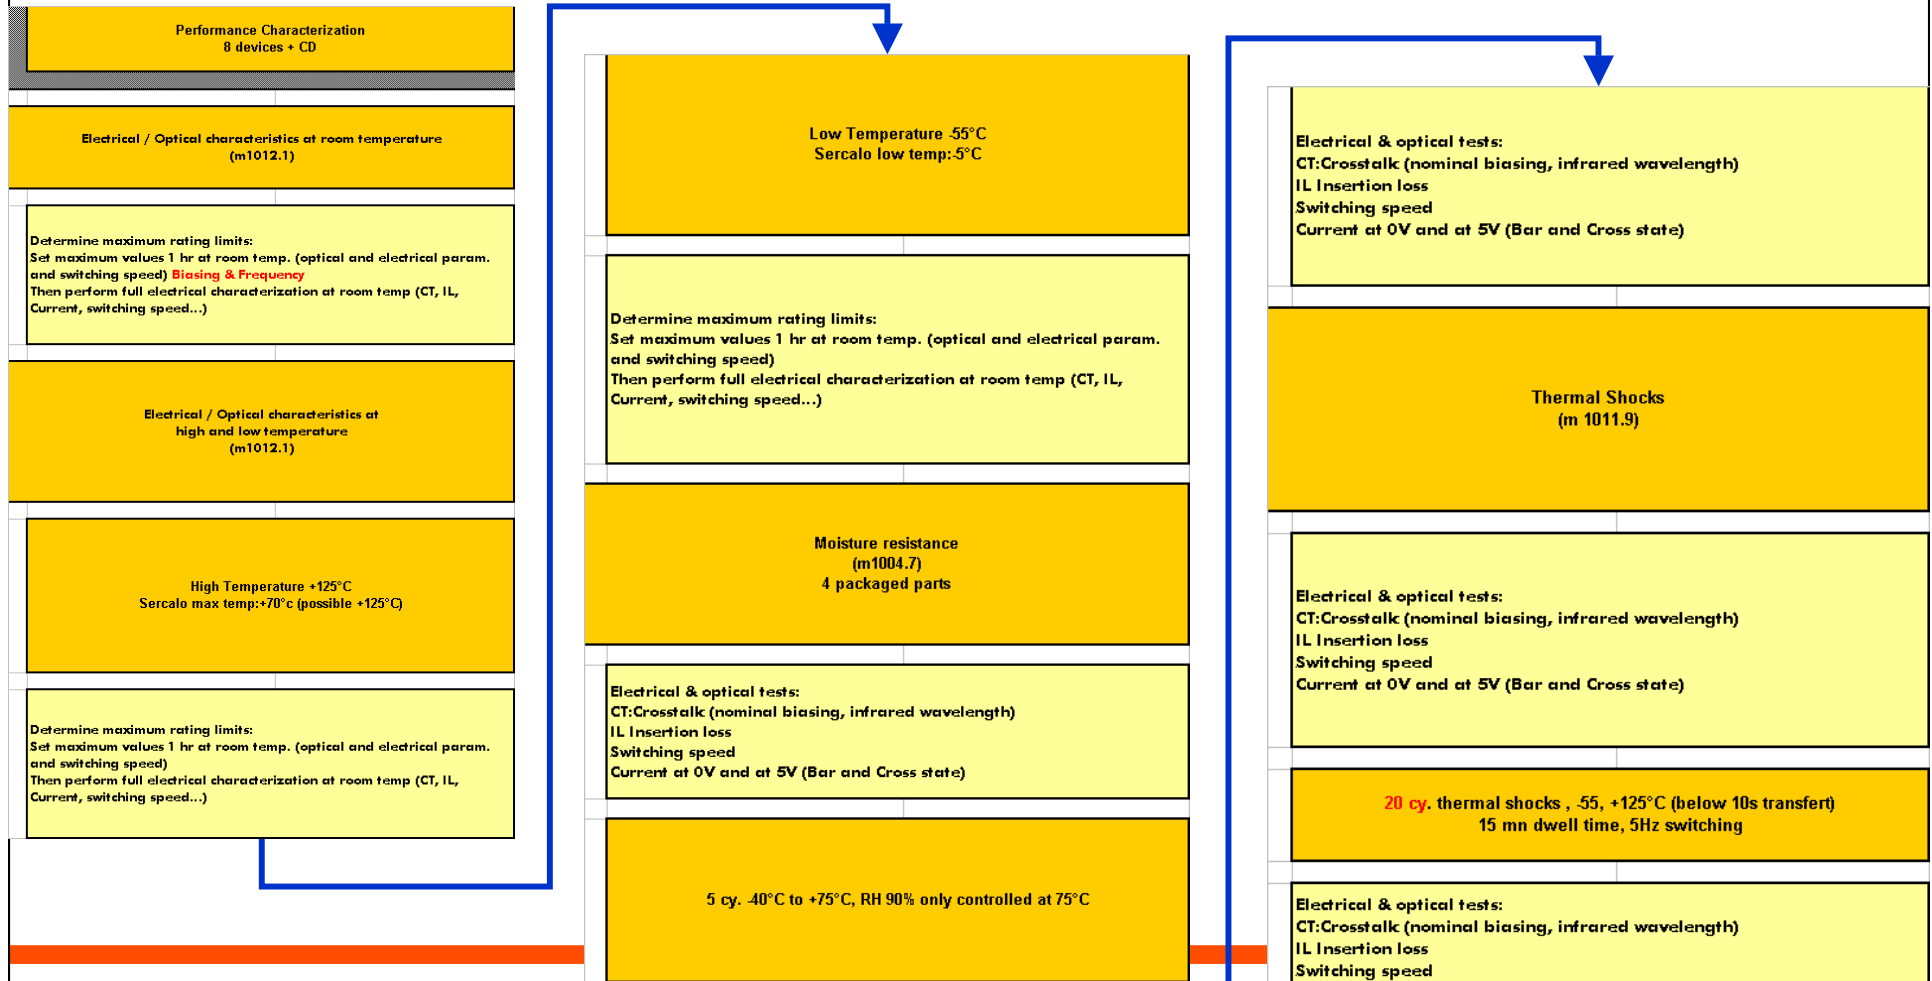 Performance Characterization
8 devices + CD
Electrical / Optical characteristics at room temperature
(m1012.1)
Determine maximum rating limits:
Set maximum values 1 hr at room temp. (optical and electrical param.
and switching speed) Biasing & Frequency
Then perform full electrical characterization at room temp (CT, IL,
Current, switching speed...)
Electrical / Optical characteristics at
high and low temperature
(m1012.1)
High Temperature +125°C
Sercalo max temp:+70°c (possible +125°C)
Determine maximum rating limits:
Set maximum values 1 hr at room temp. (optical and electrical param.
and switching speed)
Then perform full electrical characterization at room temp (CT, IL,
Current, switching speed...)
Low Temperature -55°C
Sercalo low temp:-5°C
Determine maximum rating limits:
Set maximum values 1 hr at room temp. (optical and electrical param.
and switching speed)
Then perform full electrical characterization at room temp (CT, IL,
Current, switching speed...)
Moisture resistance
(m1004.7)
4 packaged parts
Electrical & optical tests:
CT:Crosstalk (nominal biasing, infrared wavelength)
IL Insertion loss
Switching speed
Current at 0V and at 5V (Bar and Cross state)
5 cy. -40°C to +75°C, RH 90% only controlled at 75°C
Electrical & optical tests:
CT:Crosstalk (nominal biasing, infrared wavelength)
IL Insertion loss
Switching speed
Current at 0V and at 5V (Bar and Cross state)
Thermal Shocks
(m 1011.9)
Electrical & optical tests:
CT:Crosstalk (nominal biasing, infrared wavelength)
IL Insertion loss
Switching speed
Current at 0V and at 5V (Bar and Cross state)
20 cy. thermal shocks , -55, +125°C (below 10s transfert)
15 mn dwell time, 5Hz switching
Electrical & optical tests:
CT:Crosstalk (nominal biasing, infrared wavelength)
IL Insertion loss
Switching speed